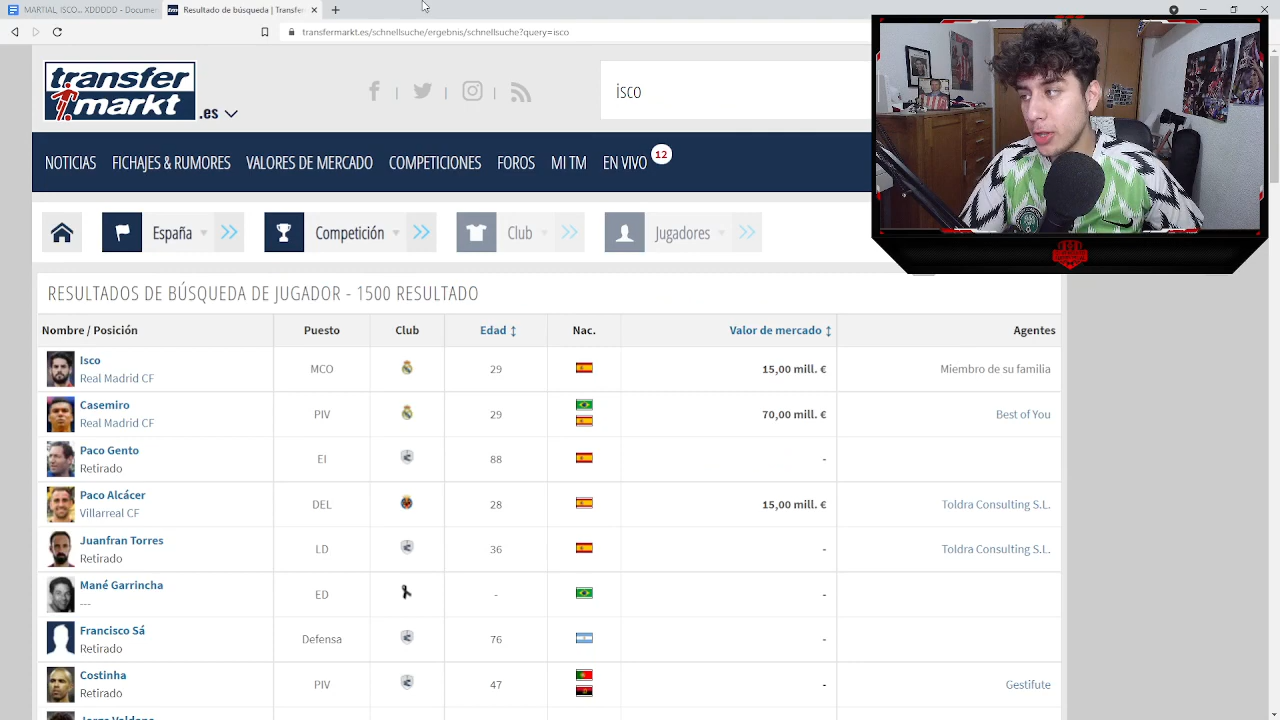 MARTIAL, ISCO.. XDDDDD - Documen
Resultado de búsqueda | Transfer
transfermarkt.es/schnellsuche/ergebnis/schnellsuche?query=isco
transfer
markt
.es
isco
NOTICIAS FICHAJES & RUMORES VALORES DE MERCADO COMPETICIONES FOROS MI TM EN VIVO 12
España Competición Club Jugadores
RESULTADOS DE BÚSQUEDA DE JUGADOR - 1500 RESULTADO
Nombre / Posición Puesto Club Edad Nac. Valor de mercado Agentes
Isco
Real Madrid CF
MCO 29 15,00 mill. € Miembro de su familia
Casemiro
Real Madrid CF
PIV 29 70,00 mill. € Best of You
Paco Gento
Retirado
EI 88 -
Paco Alcácer
Villarreal CF
DEL 28 15,00 mill. € Toldra Consulting S.L.
Juanfran Torres
Retirado
LD 36 - Toldra Consulting S.L.
Mané Garrincha
---
ED - -
Francisco Sá
Retirado
Defensa 76 -
Costinha
Retirado
PIV 47 - Gestifute
Jorge Valdano